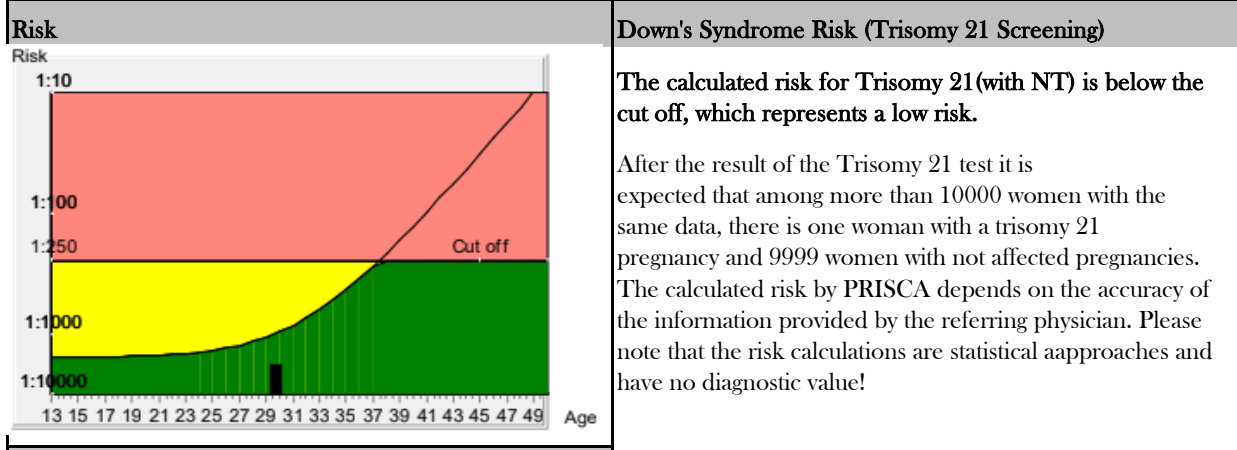 Risk
Down's Syndrome Risk (Trisomy 21 Screening)
Risk
1:10
1:100
1:250
Cut off
1:1000
1:10000
13 15 17 19 21 23 25 27 29 31 33 35 37 39 41 43 45 47 49 Age
The calculated risk for Trisomy 21(with NT) is below the
cut off, which represents a low risk.
After the result of the Trisomy 21 test it is
expected that among more than 10000 women with the
same data, there is one woman with a trisomy 21
pregnancy and 9999 women with not affected pregnancies.
The calculated risk by PRISCA depends on the accuracy of
the information provided by the referring physician. Please
note that the risk calculations are statistical aapproaches and
have no diagnostic value!